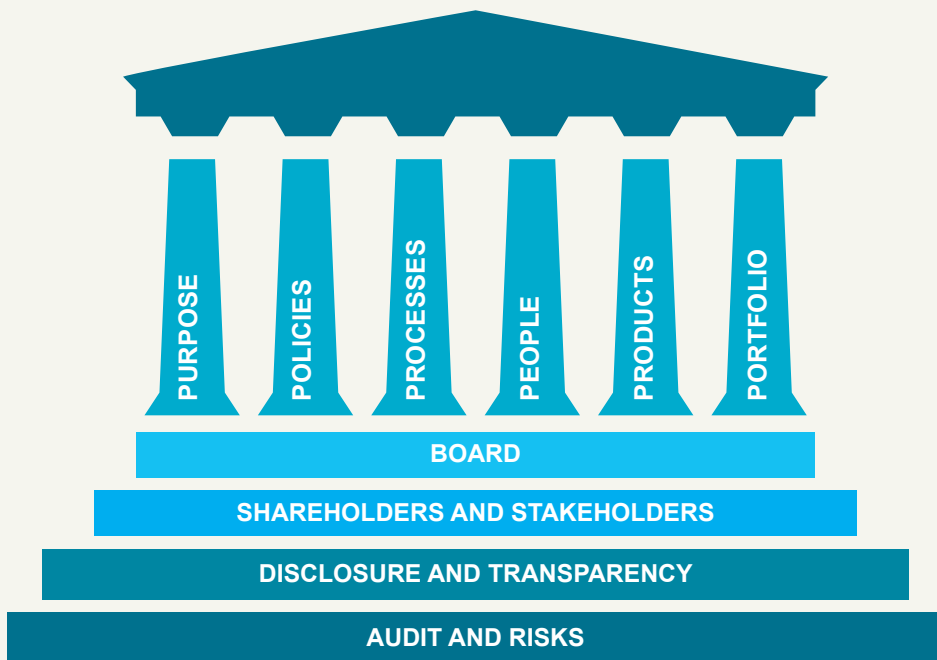 PURPOSE
POLICIES
PROCESSES
PEOPLE
PRODUCTS
PORTFOLIO
BOARD
SHAREHOLDERS AND STAKEHOLDERS
DISCLOSURE AND TRANSPARENCY
AUDIT AND RISKS